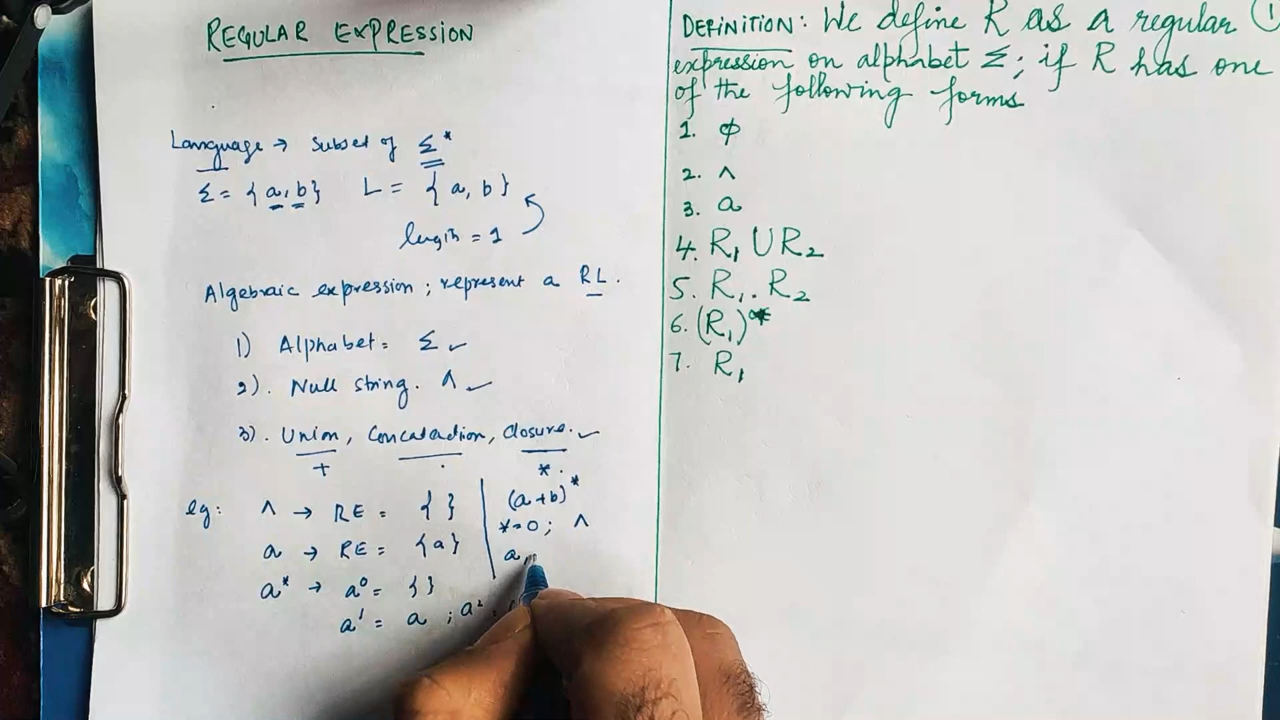 REGULAR EXPRESSION
Language → Subset of Σ*
Σ = {a, b} L = {a, b}
length = 1
Algebraic expression ; represent a RL.
1) Alphabet = Σ ✓
2). Null string. ∧ ✓
3). Union, Concatadion, Closure. ✓
+ . *.
eg: ∧ → RE = { }
a → RE = {a}
a* → a⁰ = { }
a¹ = a ; a² =
(a+b)*
*=0; ∧
a
DEFINITION: We define R as a regular ①
expression on alphabet Σ; if R has one
of the following forms
1. φ
2. ∧
3. a
4. R₁ ∪ R₂
5. R₁. R₂
6. (R₁)*
7. R₁